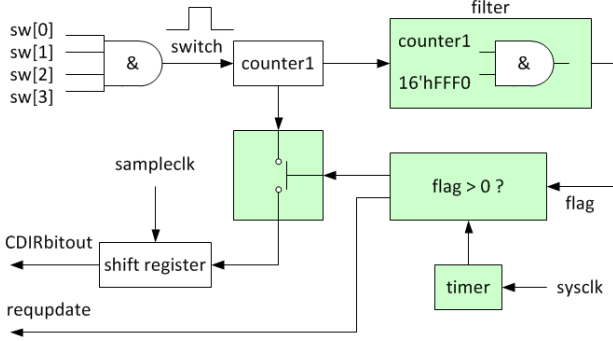 filter
sw[0]
sw[1]
sw[2]
sw[3]
&
switch
counter1
counter1
16'hFFF0
&
sampleclk
flag > 0 ?
flag
CDIRbitout
shift register
timer
sysclk
requpdate